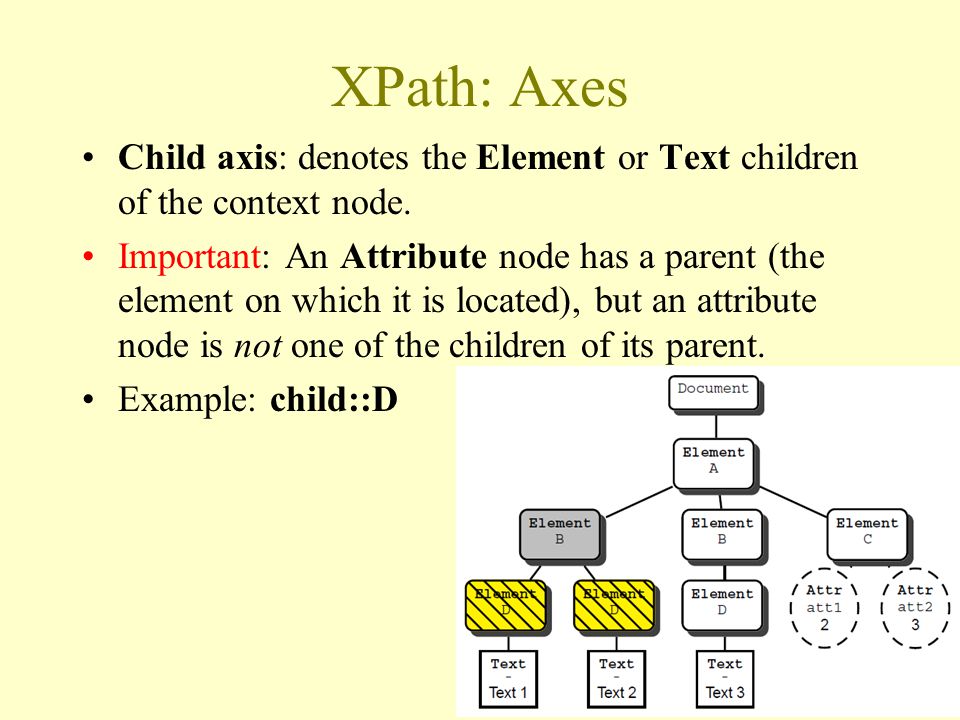 XPath: Axes
• Child axis: denotes the Element or Text children
of the context node.
• Important: An Attribute node has a parent (the
element on which it is located), but an attribute
node is not one of the children of its parent.
• Example: child::D
Document
Element
A
Element
B
Element
B
Element
C
Element
D
Element
D
Element
D
Attr
att1
2
Attr
att2
3
Text
-
Text 1
Text
-
Text 2
Text
-
Text 3